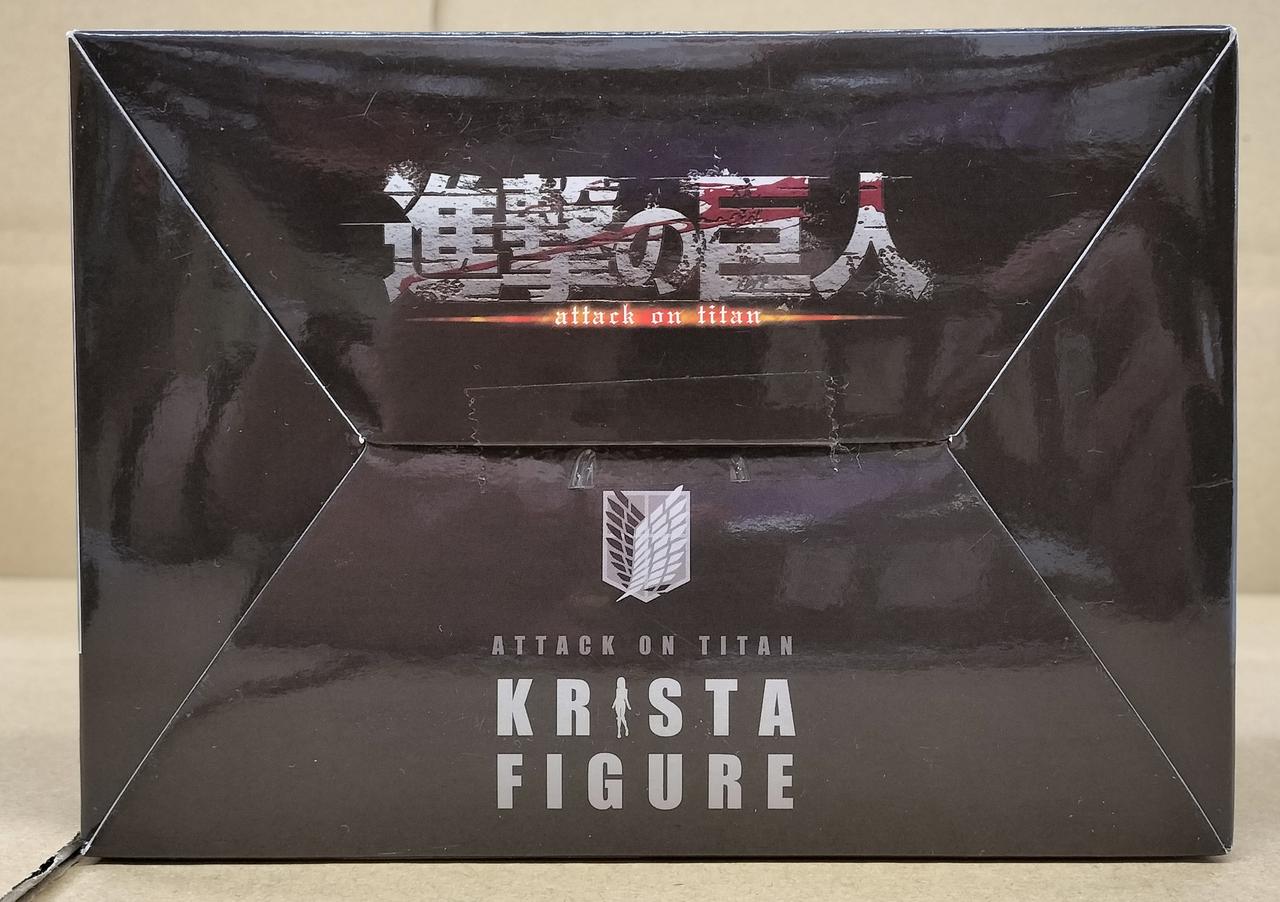 進撃の巨人
attack on titan
ATTACK ON TITAN
KRISTA
FIGURE